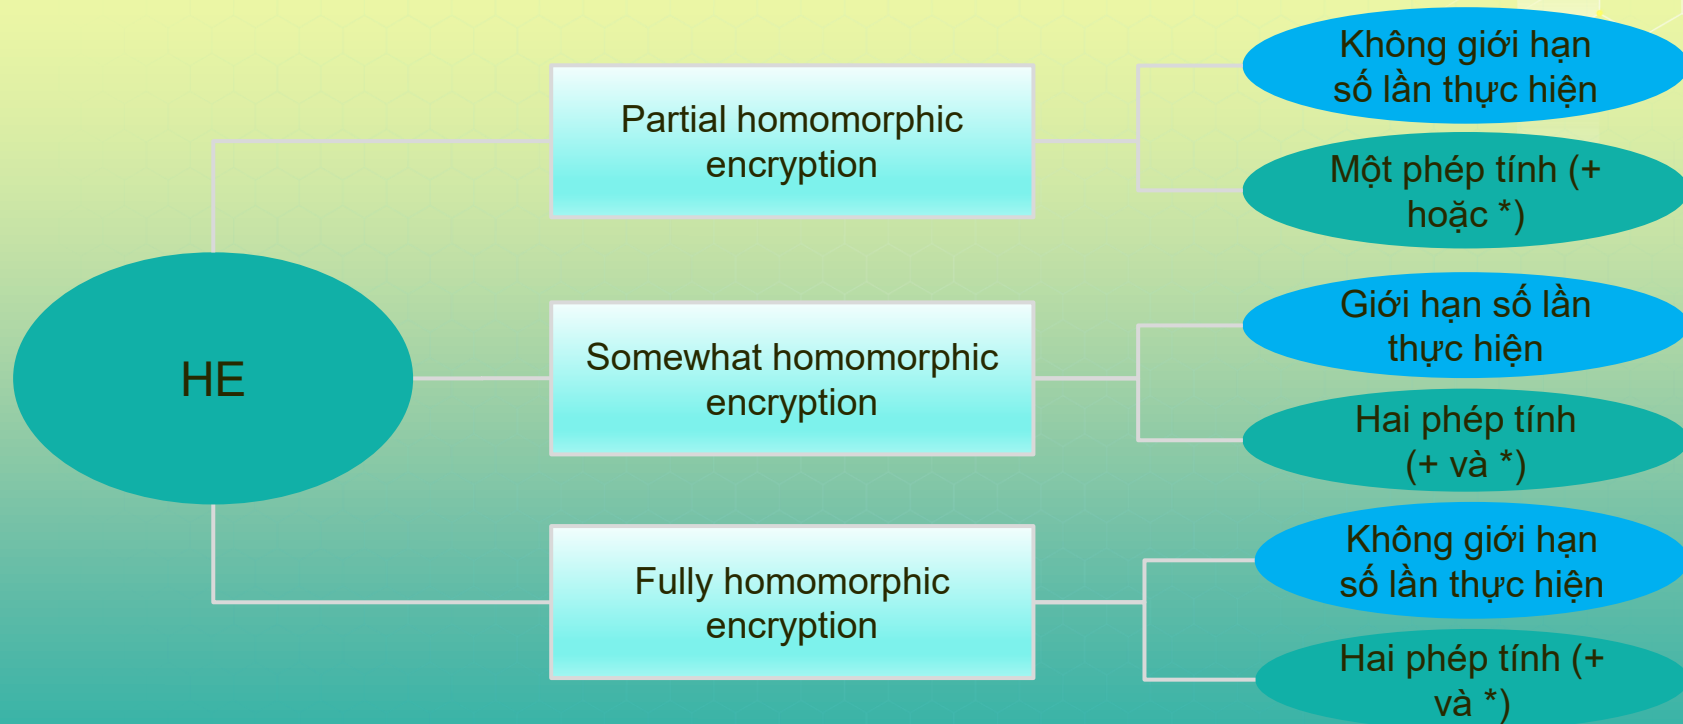 Không giới hạn
số lần thực hiện
Partial homomorphic
encryption
Một phép tính (+
hoặc *)
Giới hạn số lần
thực hiện
HE
Somewhat homomorphic
encryption
Hai phép tính
(+ và *)
Không giới hạn
số lần thực hiện
Fully homomorphic
encryption
Hai phép tính (+
và *)